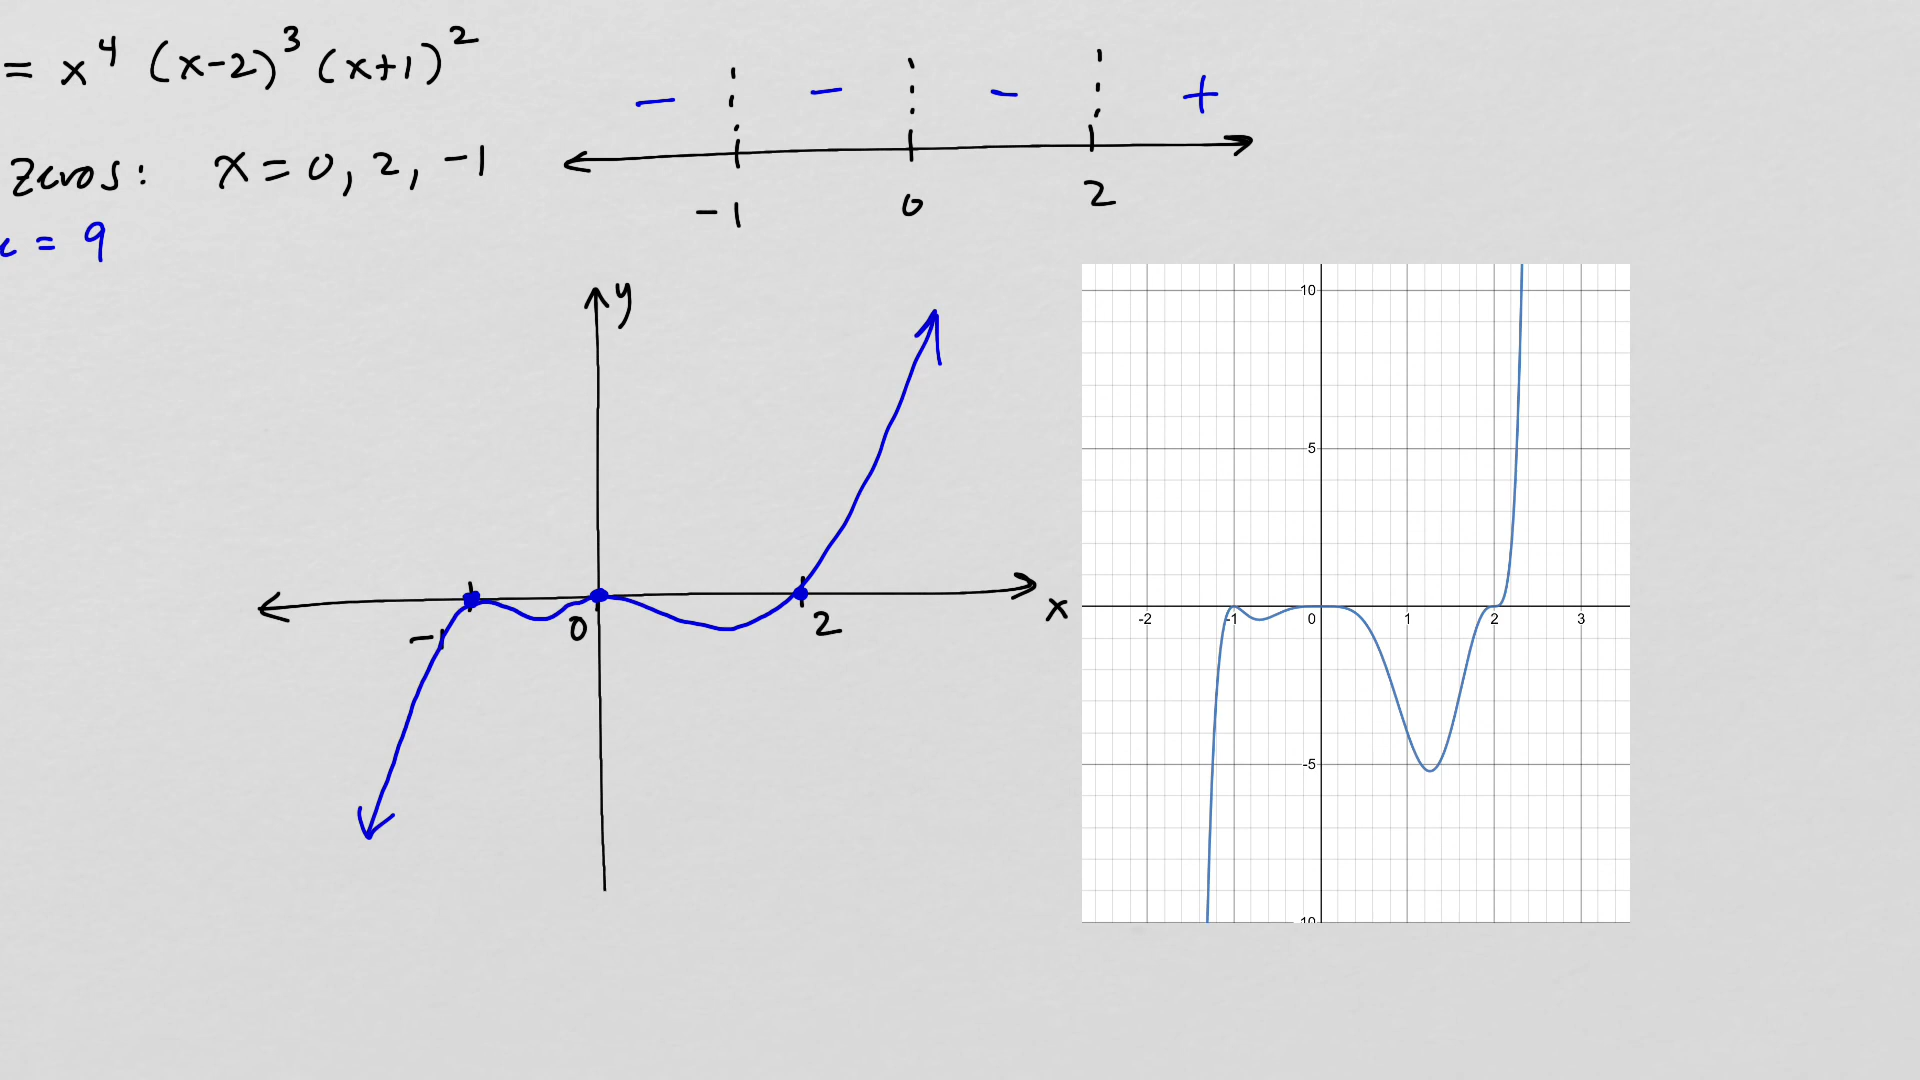 = x⁴ (x-2)³ (x+1)²
- - - +
-1 0 2
Zeros: x = 0, 2, -1
= 9
y
x
-1 0 2
10
5
-2 -1 0 1 2 3
-5